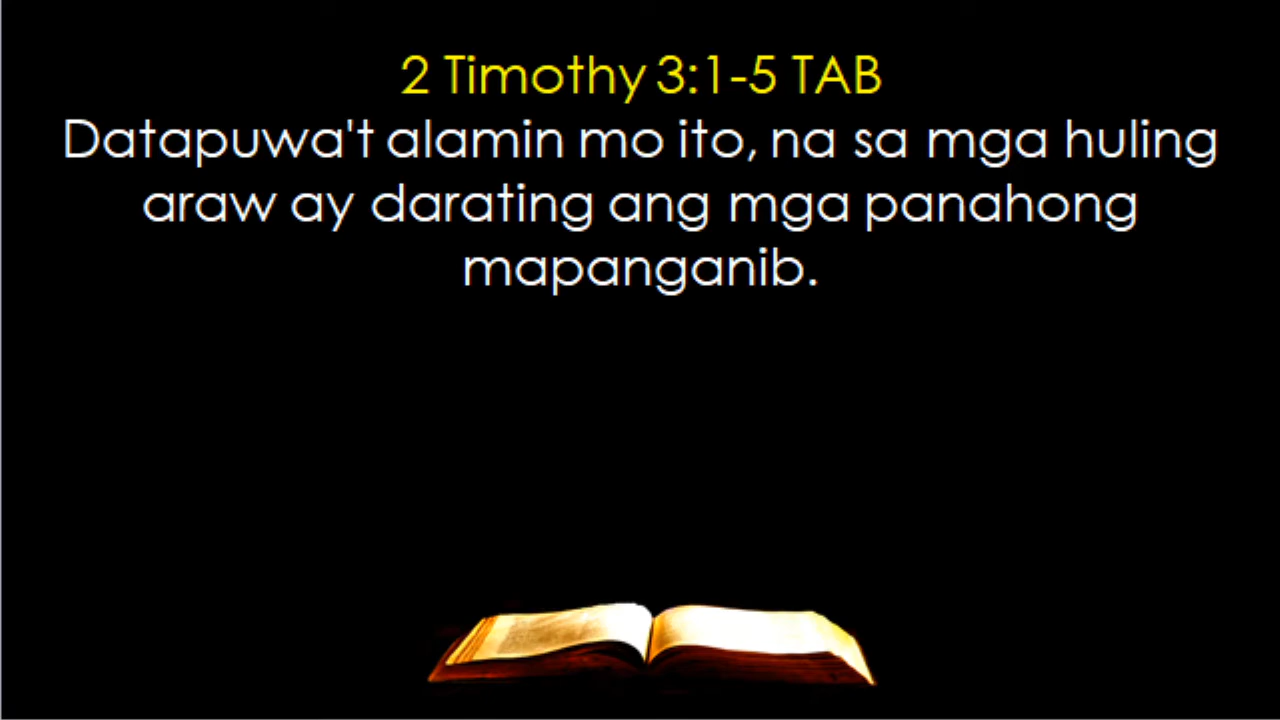 2 Timothy 3:1-5 TAB
Datapuwa't alamin mo ito, na sa mga huling
araw ay darating ang mga panahong
mapanganib.